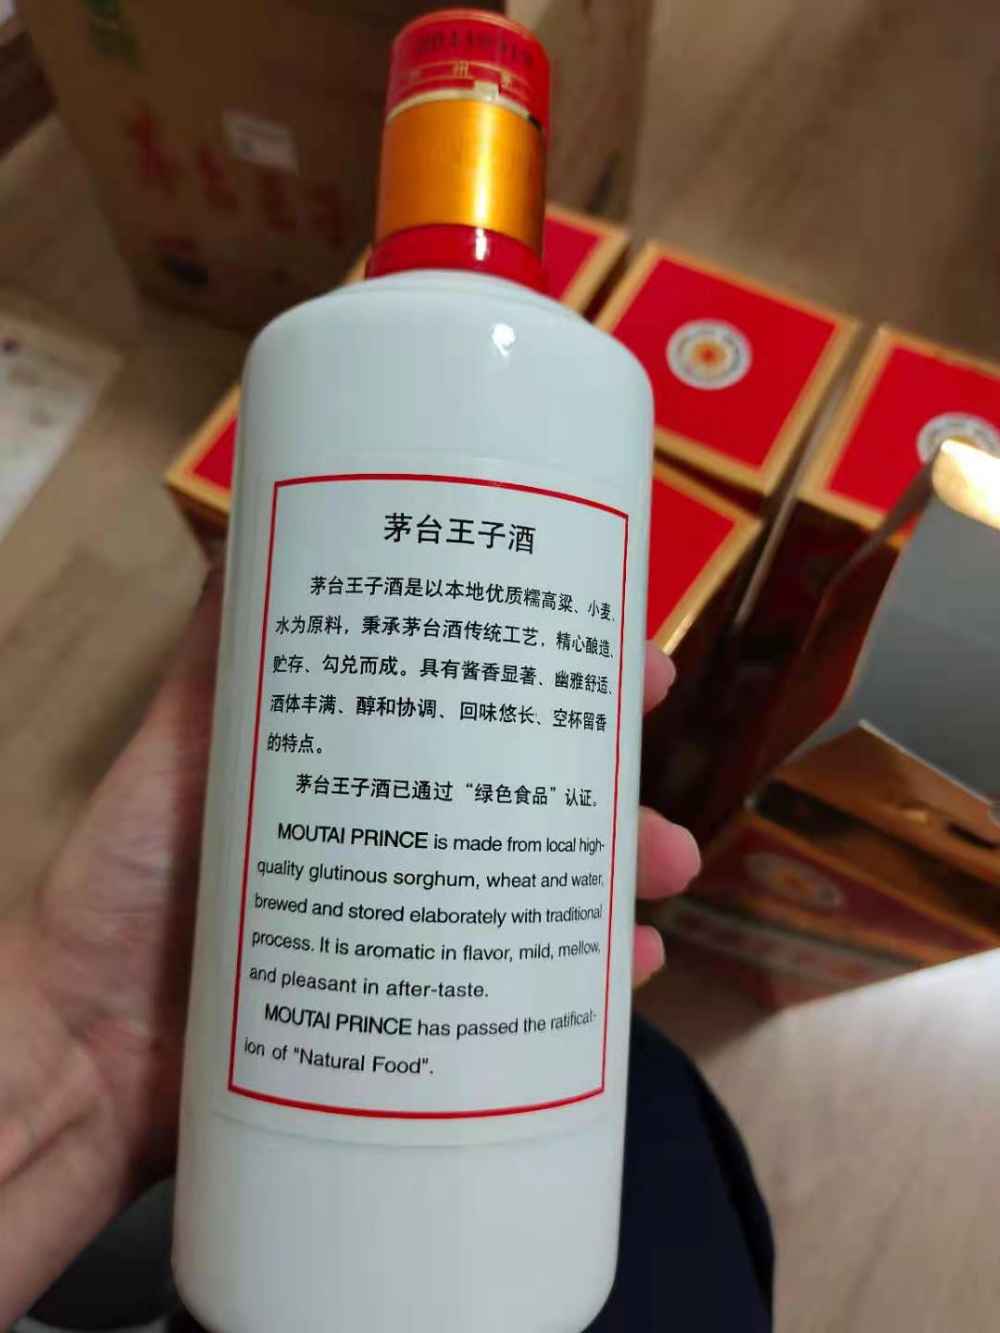 茅台王子酒
茅台王子酒是以本地优质糯高粱、小麦、
水为原料，秉承茅台酒传统工艺，精心酿造、
贮存、勾兑而成。具有酱香显著、幽雅舒适、
酒体丰满、醇和协调、回味悠长、空杯留香
的特点。
茅台王子酒已通过“绿色食品”认证。
MOUTAI PRINCE is made from local high-
quality glutinous sorghum, wheat and water,
brewed and stored elaborately with traditional
process. It is aromatic in flavor, mild, mellow,
and pleasant in after-taste.
MOUTAI PRINCE has passed the ratificat-
ion of "Natural Food".